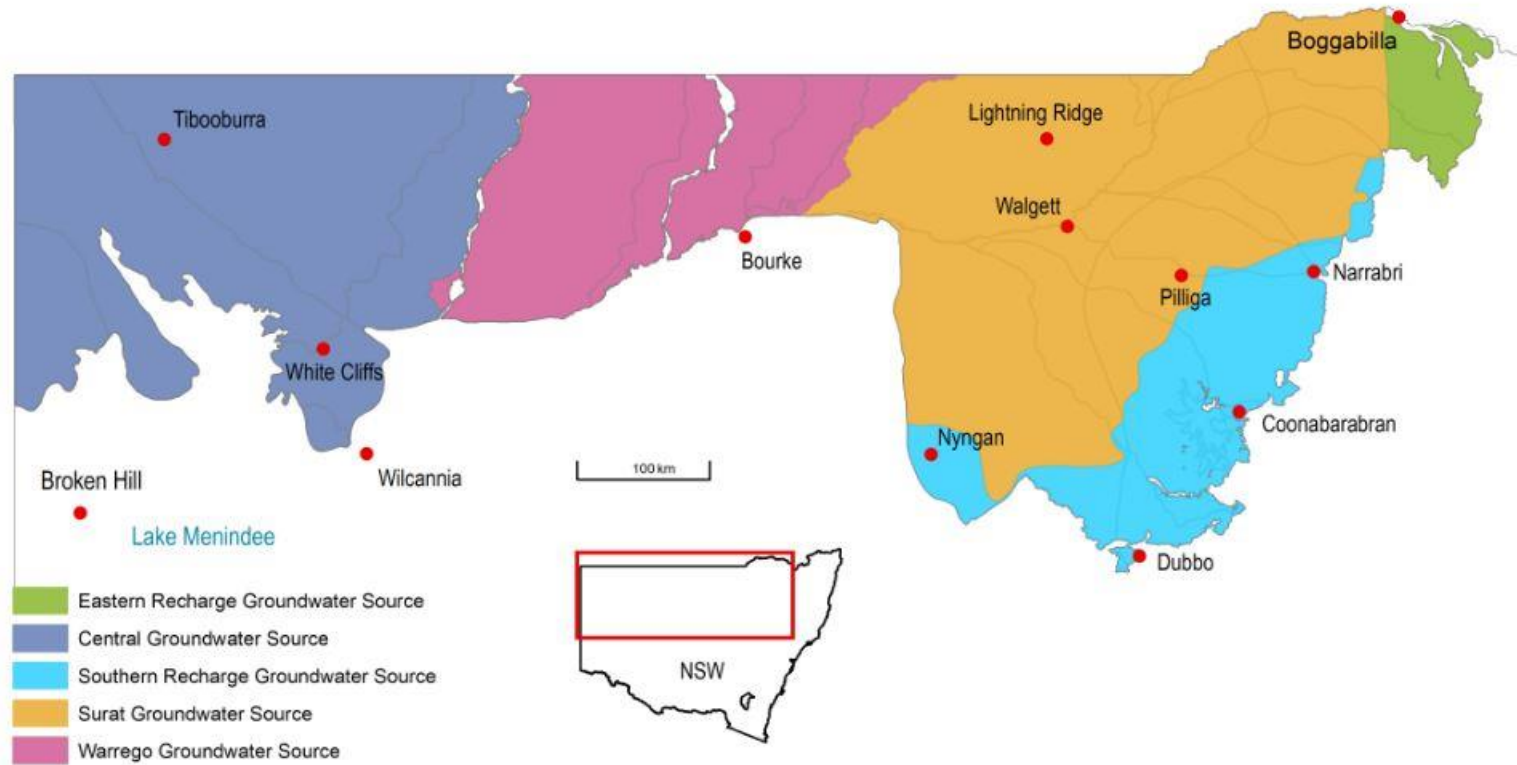 Boggabilla
Tibooburra
Lightning Ridge
Walgett
Bourke
Narrabri
Pilliga
White Cliffs
Coonabarabran
Nyngan
Wilcannia
100 km
Broken Hill
Lake Menindee
Dubbo
Eastern Recharge Groundwater Source
Central Groundwater Source
Southern Recharge Groundwater Source
Surat Groundwater Source
Warrego Groundwater Source
NSW